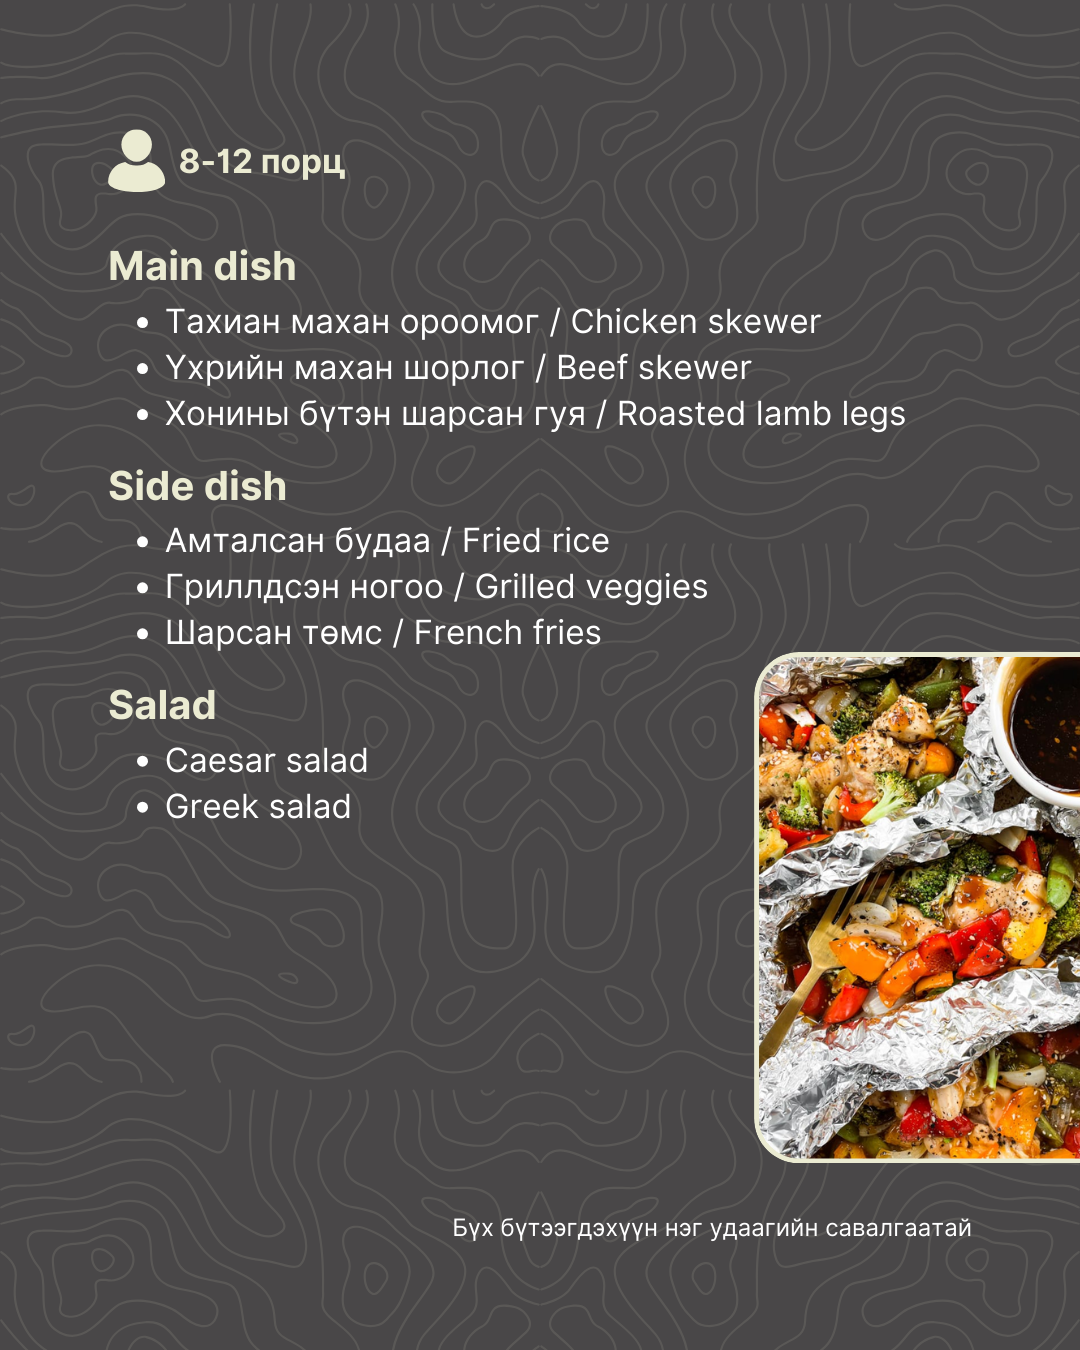 8-12 порц
Main dish
• Тахиан махан ороомог / Chicken skewer
• Үхрийн махан шорлог / Beef skewer
• Хонины бүтэн шарсан гуя / Roasted lamb legs
Side dish
• Амталсан будаа / Fried rice
• Гриллдсэн ногоо / Grilled veggies
• Шарсан төмс / French fries
Salad
• Caesar salad
• Greek salad
Бүх бүтээгдэхүүн нэг удаагийн савалгаатай